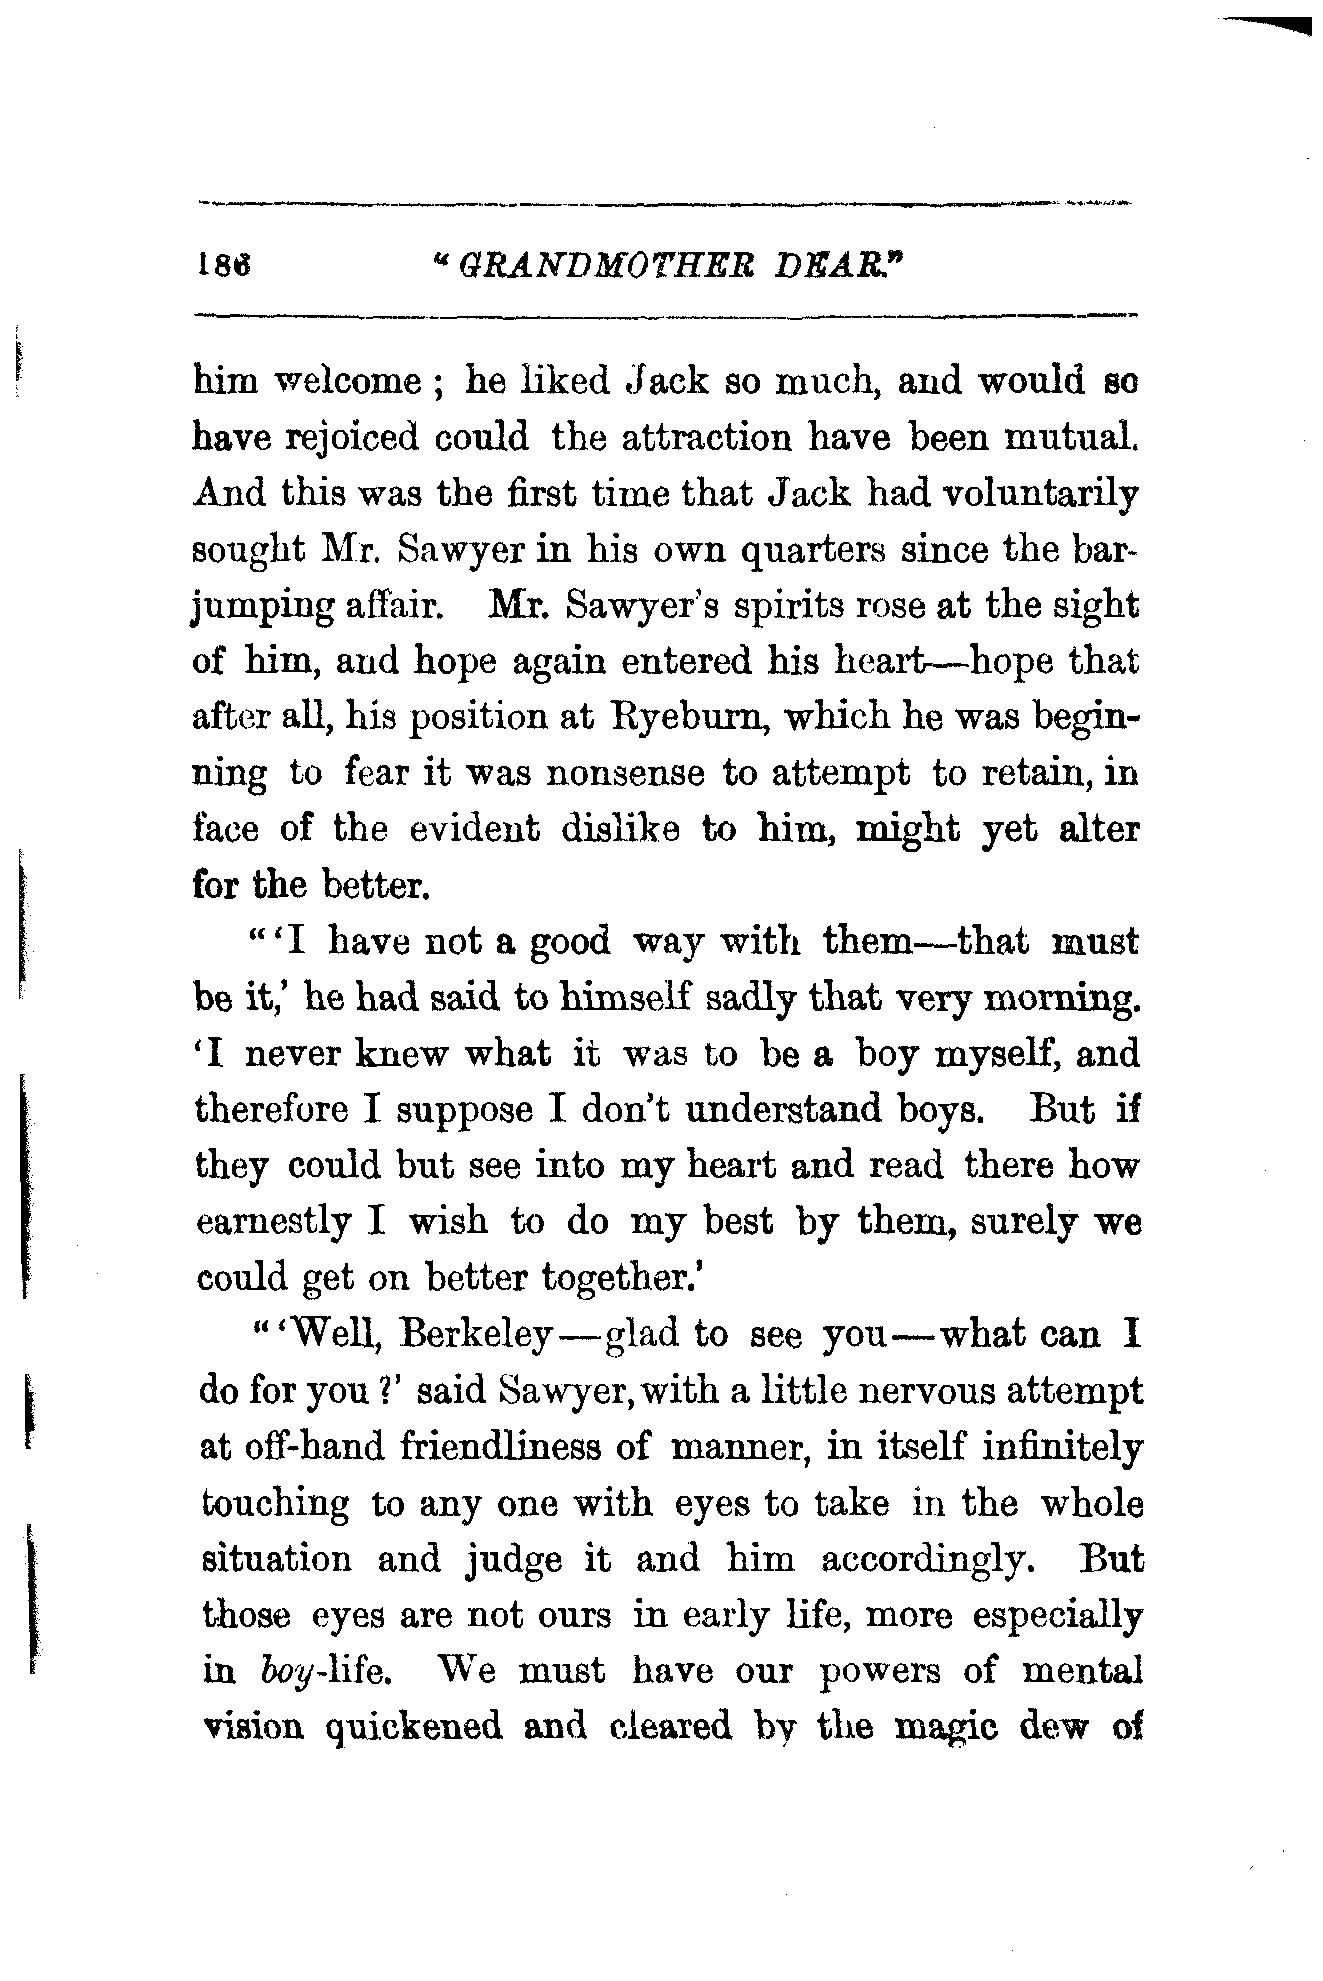 186 "GRANDMOTHER DEAR."
him welcome ; he liked Jack so much, and would so
have rejoiced could the attraction have been mutual.
And this was the first time that Jack had voluntarily
sought Mr. Sawyer in his own quarters since the bar-
jumping affair. Mr. Sawyer's spirits rose at the sight
of him, and hope again entered his heart—hope that
after all, his position at Ryeburn, which he was begin-
ning to fear it was nonsense to attempt to retain, in
face of the evident dislike to him, might yet alter
for the better.
"'I have not a good way with them—that must
be it,' he had said to himself sadly that very morning.
'I never knew what it was to be a boy myself, and
therefore I suppose I don't understand boys. But if
they could but see into my heart and read there how
earnestly I wish to do my best by them, surely we
could get on better together.'
"'Well, Berkeley—glad to see you—what can I
do for you?' said Sawyer, with a little nervous attempt
at off-hand friendliness of manner, in itself infinitely
touching to any one with eyes to take in the whole
situation and judge it and him accordingly. But
those eyes are not ours in early life, more especially
in boy-life. We must have our powers of mental
vision quickened and cleared by the magic dew of